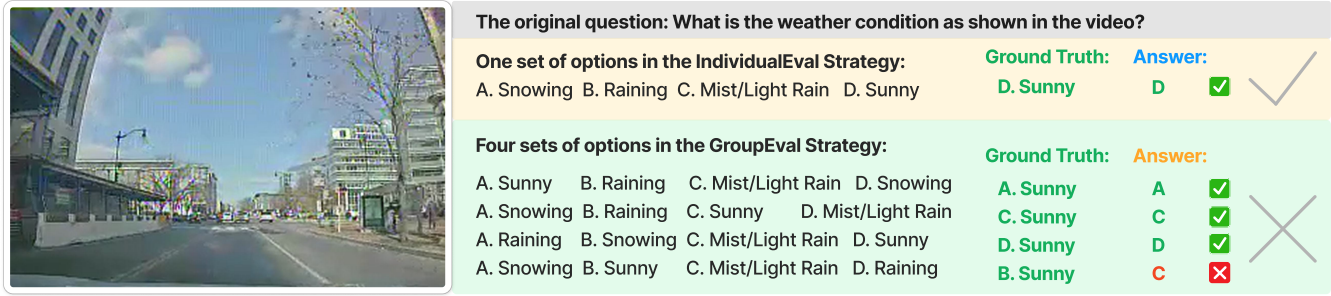 The original question: What is the weather condition as shown in the video?
One set of options in the IndividualEval Strategy:
Ground Truth: Answer:
A. Snowing B. Raining C. Mist/Light Rain D. Sunny
D. Sunny D
Four sets of options in the GroupEval Strategy:
Ground Truth: Answer:
A. Sunny B. Raining C. Mist/Light Rain D. Snowing
A. Sunny A
A. Snowing B. Raining C. Sunny D. Mist/Light Rain
C. Sunny C
A. Raining B. Snowing C. Mist/Light Rain D. Sunny
D. Sunny D
A. Snowing B. Sunny C. Mist/Light Rain D. Raining
B. Sunny C